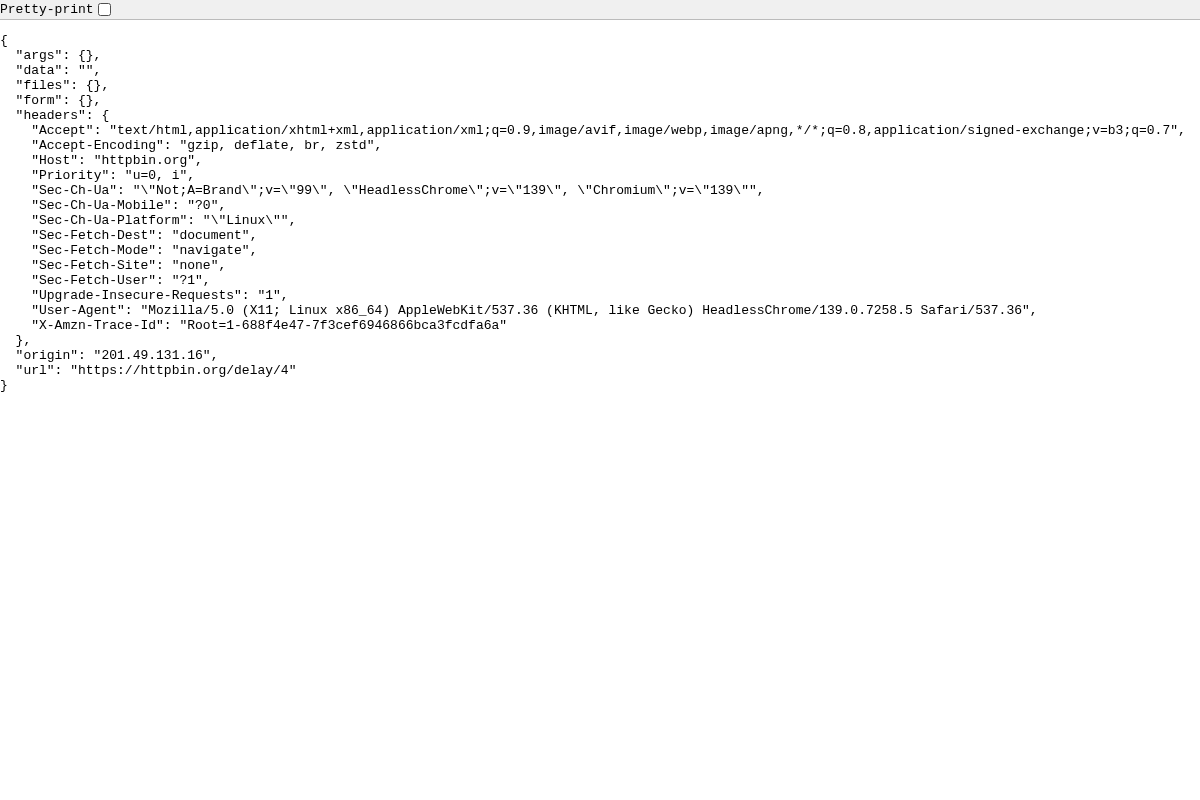 Pretty-print
{
  "args": {},
  "data": "",
  "files": {},
  "form": {},
  "headers": {
    "Accept": "text/html,application/xhtml+xml,application/xml;q=0.9,image/avif,image/webp,image/apng,*/*;q=0.8,application/signed-exchange;v=b3;q=0.7",
    "Accept-Encoding": "gzip, deflate, br, zstd",
    "Host": "httpbin.org",
    "Priority": "u=0, i",
    "Sec-Ch-Ua": "\"Not;A=Brand\";v=\"99\", \"HeadlessChrome\";v=\"139\", \"Chromium\";v=\"139\"",
    "Sec-Ch-Ua-Mobile": "?0",
    "Sec-Ch-Ua-Platform": "\"Linux\"",
    "Sec-Fetch-Dest": "document",
    "Sec-Fetch-Mode": "navigate",
    "Sec-Fetch-Site": "none",
    "Sec-Fetch-User": "?1",
    "Upgrade-Insecure-Requests": "1",
    "User-Agent": "Mozilla/5.0 (X11; Linux x86_64) AppleWebKit/537.36 (KHTML, like Gecko) HeadlessChrome/139.0.7258.5 Safari/537.36",
    "X-Amzn-Trace-Id": "Root=1-688f4e47-7f3cef6946866bca3fcdfa6a"
  },
  "origin": "201.49.131.16",
  "url": "https://httpbin.org/delay/4"
}